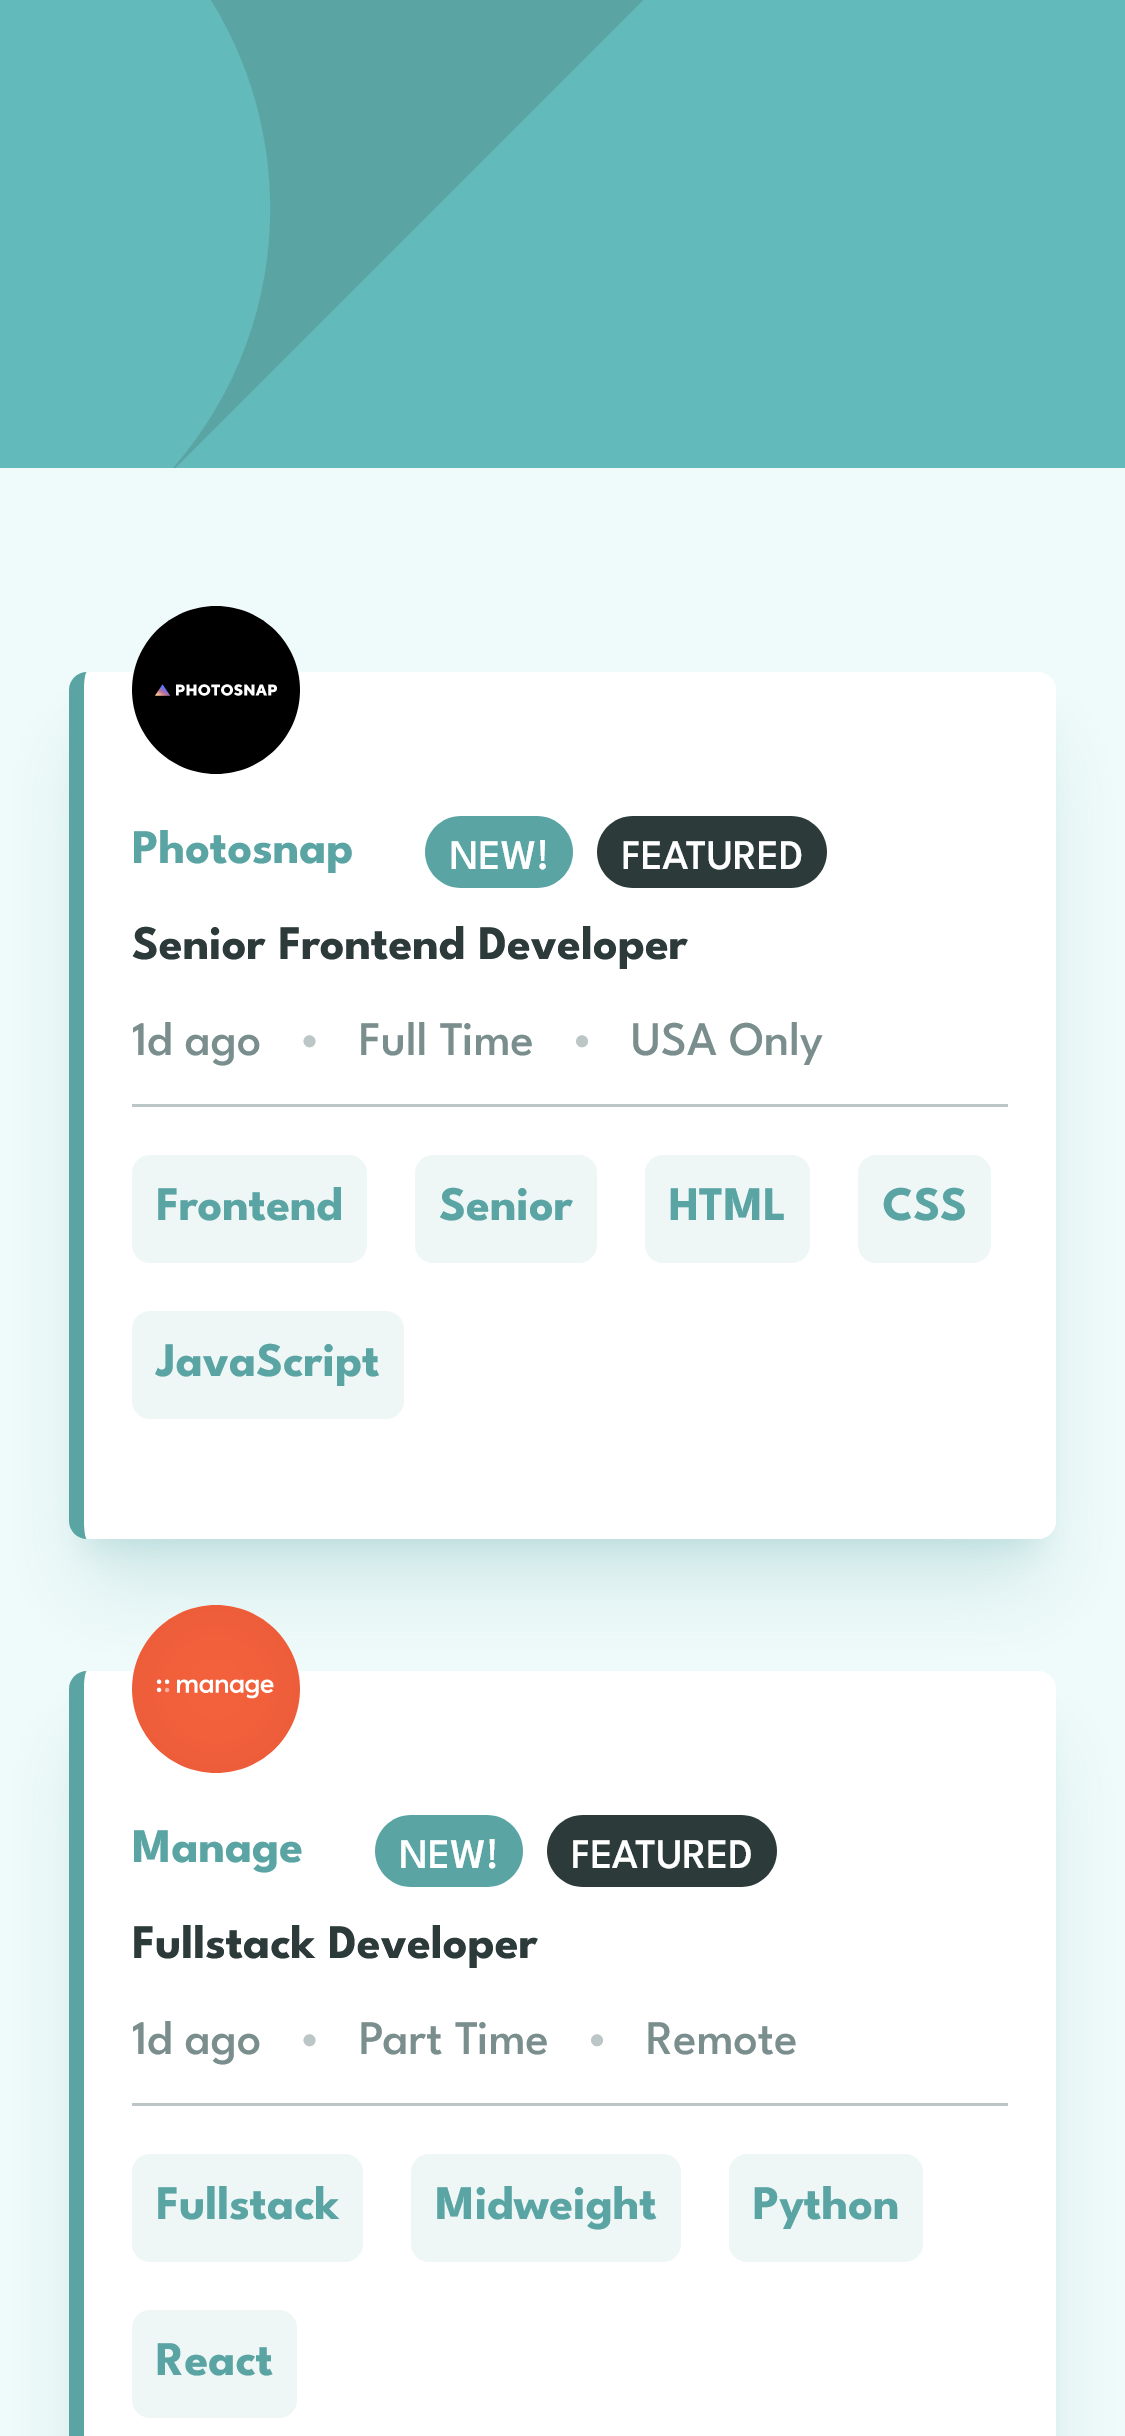 PHOTOSNAP
Photosnap NEW! FEATURED
Senior Frontend Developer
1d ago • Full Time • USA Only
Frontend Senior HTML CSS
JavaScript
manage
Manage NEW! FEATURED
Fullstack Developer
1d ago • Part Time • Remote
Fullstack Midweight Python
React